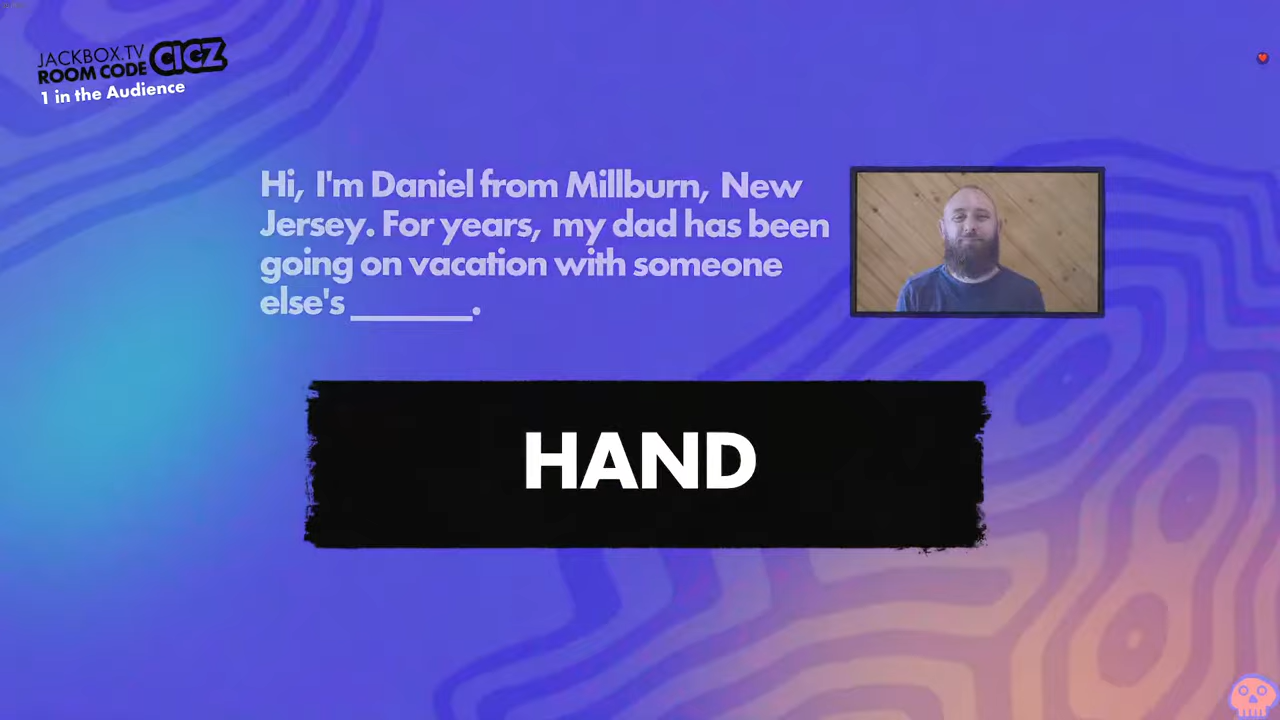 JACKBOX.TV
ROOM CODE CIGZ
1 in the Audience
Hi, I'm Daniel from Millburn, New
Jersey. For years, my dad has been
going on vacation with someone
else's ______.
HAND